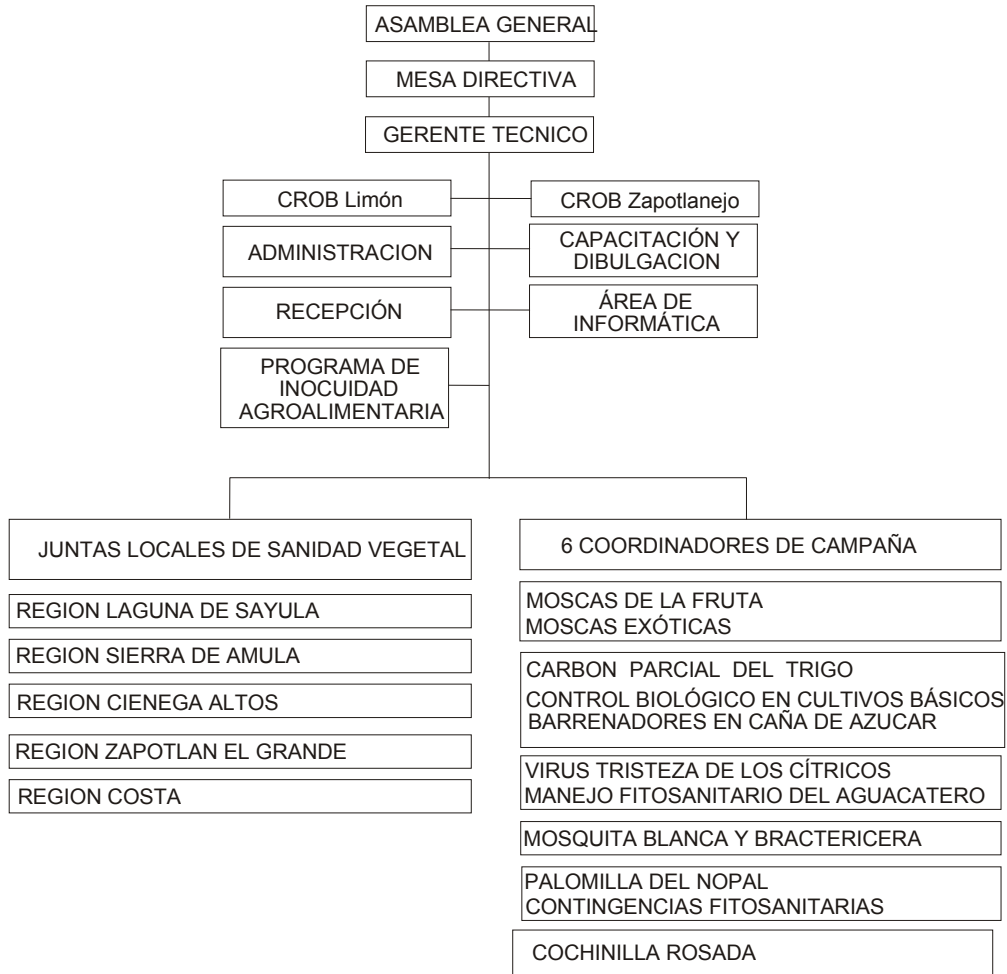 ASAMBLEA GENERAL
MESA DIRECTIVA
GERENTE TECNICO
CROB Limón
CROB Zapotlanejo
ADMINISTRACION
CAPACITACIÓN Y
DIBULGACION
RECEPCIÓN
ÁREA DE
INFORMÁTICA
PROGRAMA DE
INOCUIDAD
AGROALIMENTARIA
JUNTAS LOCALES DE SANIDAD VEGETAL
REGION LAGUNA DE SAYULA
REGION SIERRA DE AMULA
REGION CIENEGA ALTOS
REGION ZAPOTLAN EL GRANDE
REGION COSTA
6 COORDINADORES DE CAMPAÑA
MOSCAS DE LA FRUTA
MOSCAS EXÓTICAS
CARBON PARCIAL DEL TRIGO
CONTROL BIOLÓGICO EN CULTIVOS BÁSICOS
BARRENADORES EN CAÑA DE AZUCAR
VIRUS TRISTEZA DE LOS CÍTRICOS
MANEJO FITOSANITARIO DEL AGUACATERO
MOSQUITA BLANCA Y BRACTERICERA
PALOMILLA DEL NOPAL
CONTINGENCIAS FITOSANITARIAS
COCHINILLA ROSADA